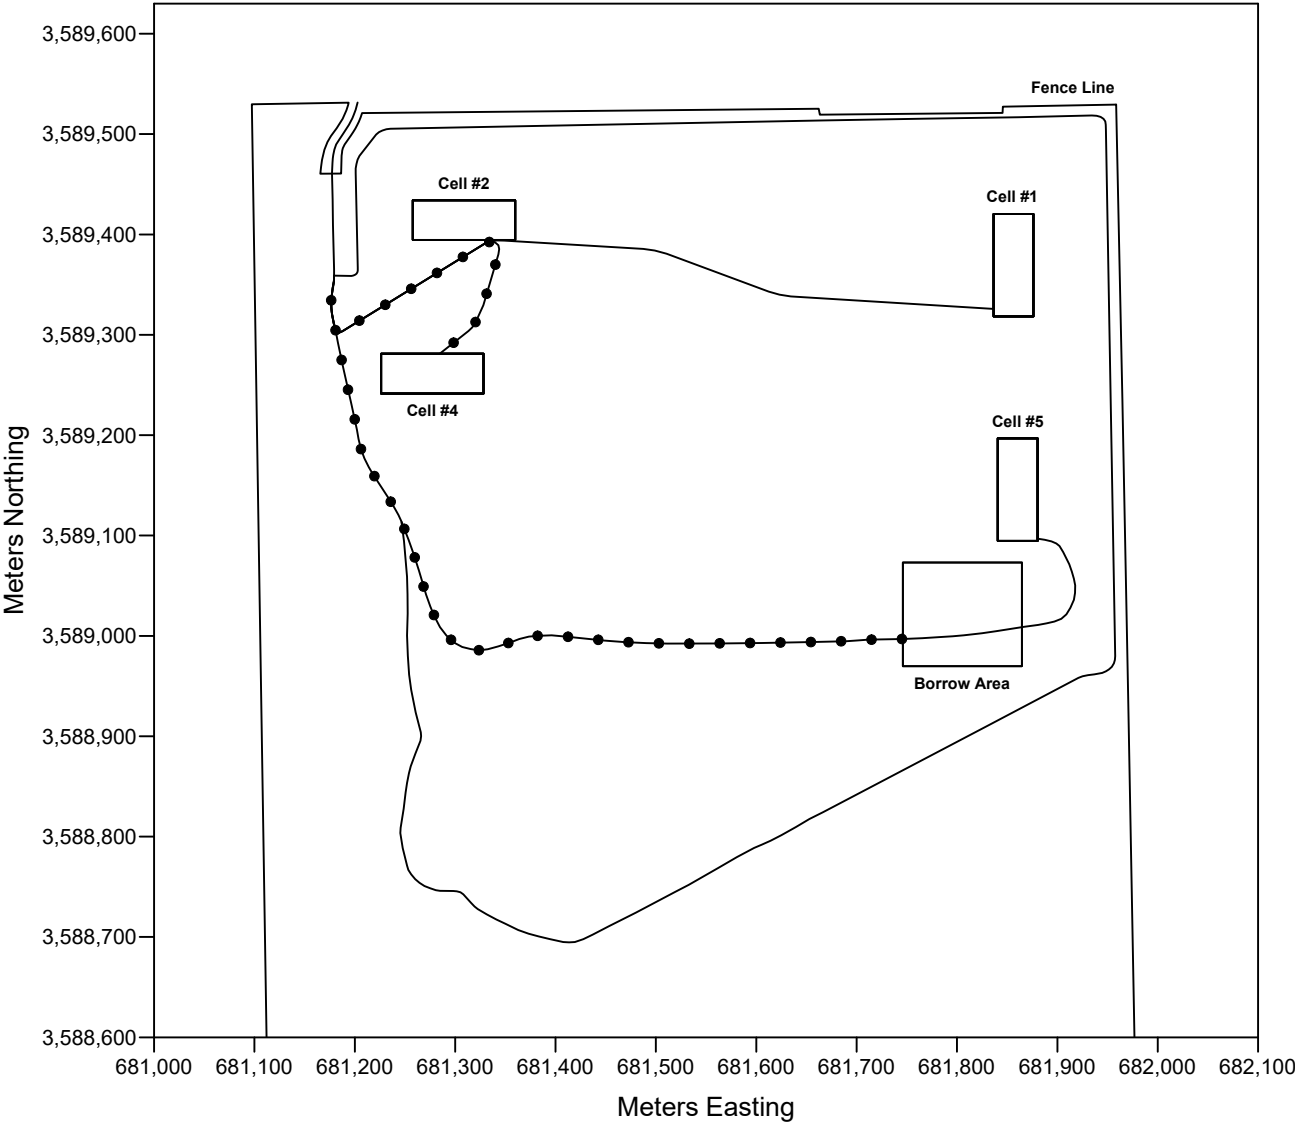 3,589,600
Fence Line
3,589,500
Cell #2
Cell #1
3,589,400
3,589,300
Cell #4
Cell #5
3,589,200
3,589,100
Meters Northing
3,589,000
Borrow Area
3,588,900
3,588,800
3,588,700
3,588,600
681,000 681,100 681,200 681,300 681,400 681,500 681,600 681,700 681,800 681,900 682,000 682,100
Meters Easting